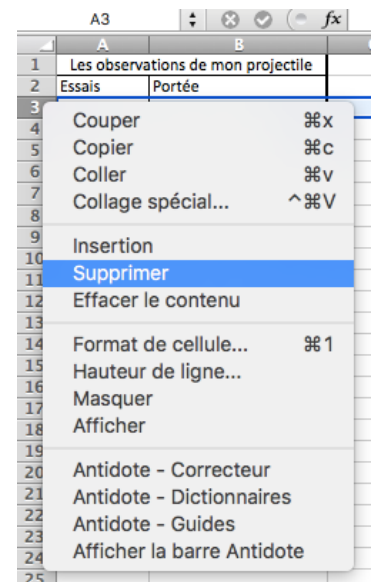 A3 fx
A B
1 Les observations de mon projectile
2 Essais Portée
3
4 Couper ⌘x
5 Copier ⌘c
6 Coller ⌘v
7 Collage spécial... ^⌘V
8
9 Insertion
10
11 Supprimer
12 Effacer le contenu
13
14 Format de cellule... ⌘1
15 Hauteur de ligne...
16
17 Masquer
18 Afficher
19
20 Antidote - Correcteur
21 Antidote - Dictionnaires
22 Antidote - Guides
23
24 Afficher la barre Antidote
25